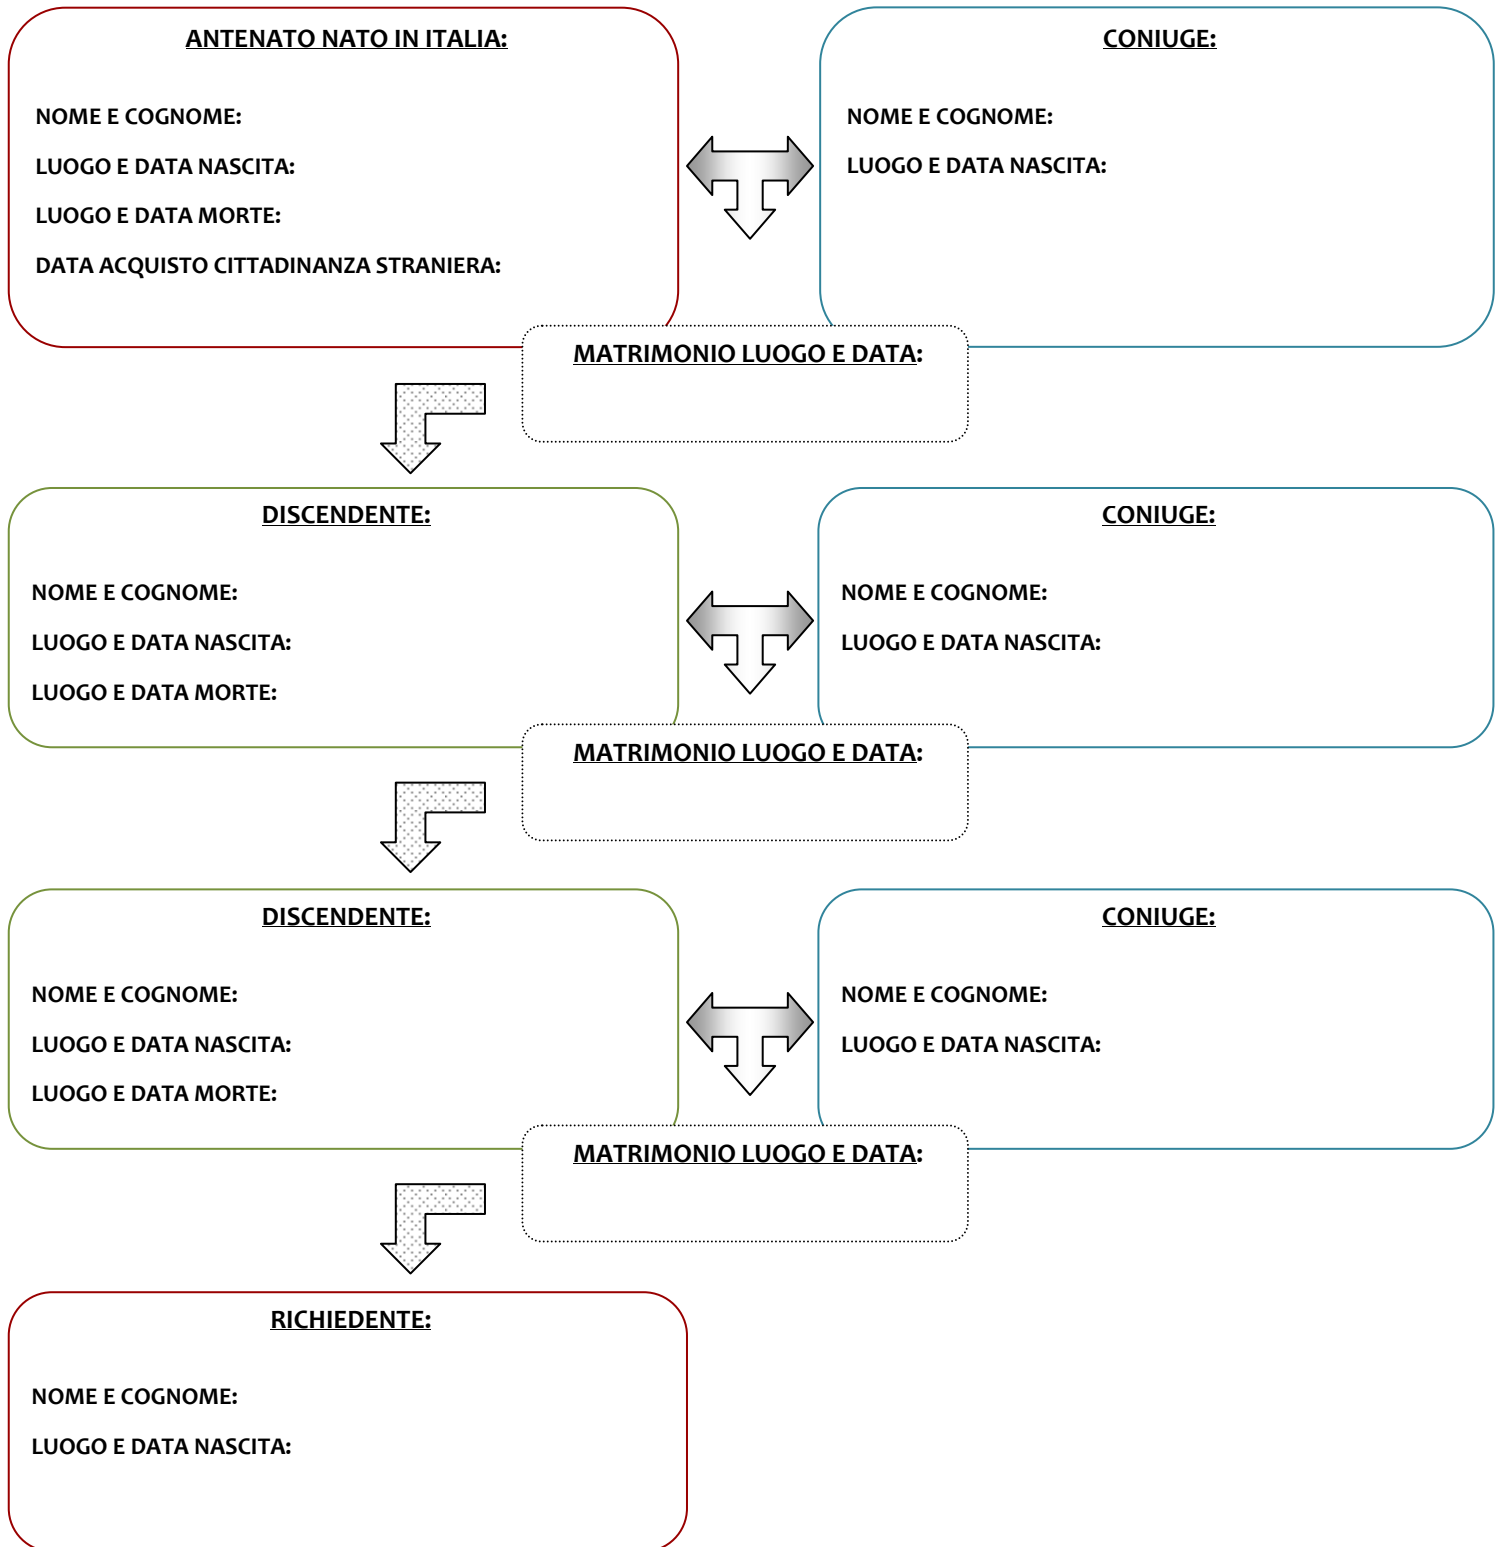 ANTENATO NATO IN ITALIA:
NOME E COGNOME:
LUOGO E DATA NASCITA:
LUOGO E DATA MORTE:
DATA ACQUISTO CITTADINANZA STRANIERA:
CONIUGE:
NOME E COGNOME:
LUOGO E DATA NASCITA:
MATRIMONIO LUOGO E DATA:
DISCENDENTE:
NOME E COGNOME:
LUOGO E DATA NASCITA:
LUOGO E DATA MORTE:
CONIUGE:
NOME E COGNOME:
LUOGO E DATA NASCITA:
MATRIMONIO LUOGO E DATA:
DISCENDENTE:
NOME E COGNOME:
LUOGO E DATA NASCITA:
LUOGO E DATA MORTE:
CONIUGE:
NOME E COGNOME:
LUOGO E DATA NASCITA:
MATRIMONIO LUOGO E DATA:
RICHIEDENTE:
NOME E COGNOME:
LUOGO E DATA NASCITA: